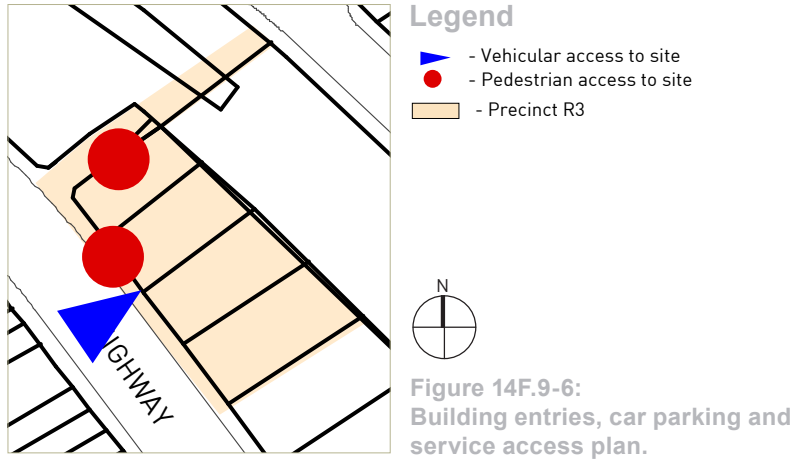 Legend
- Vehicular access to site
- Pedestrian access to site
- Precinct R3
N
Figure 14F.9-6:
Building entries, car parking and
service access plan.